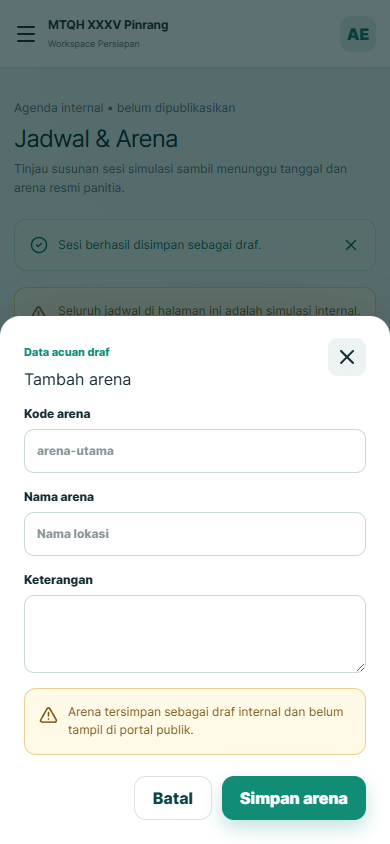 MTQH XXXV Pinrang
Workspace Persiapan
AE
Agenda internal • belum dipublikasikan
Jadwal & Arena
Tinjau susunan sesi simulasi sambil menunggu tanggal dan
arena resmi panitia.
Sesi berhasil disimpan sebagai draf.
Seluruh jadwal di halaman ini adalah simulasi internal.
Data acuan draf
Tambah arena
Kode arena
arena-utama
Nama arena
Nama lokasi
Keterangan
Arena tersimpan sebagai draf internal dan belum
tampil di portal publik.
Batal
Simpan arena